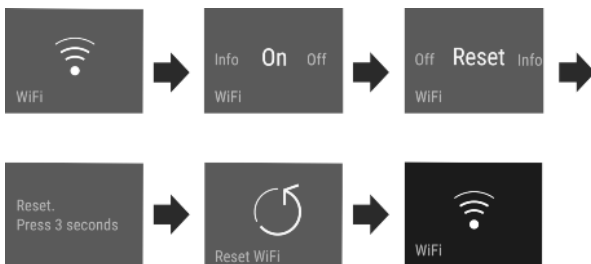 WiFi
Info On Off
WiFi
Off Reset Info
WiFi
Reset.
Press 3 seconds
Reset WiFi
WiFi